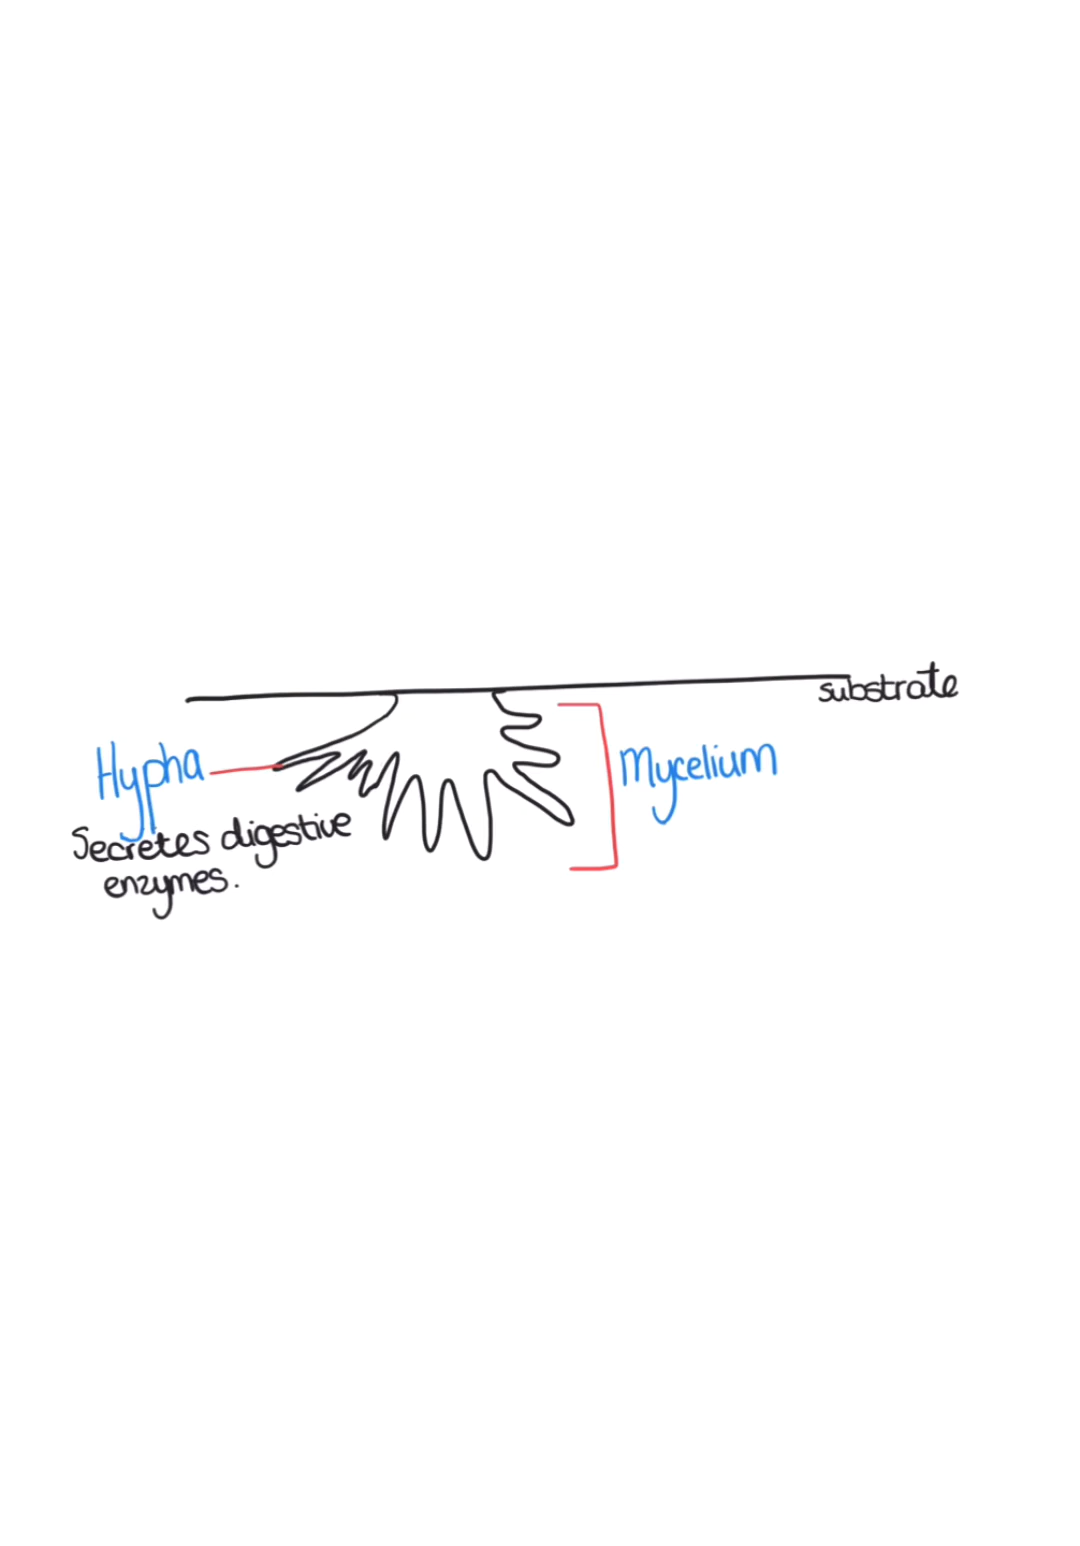 substrate
Hypha
Mycelium
Secretes digestive
enzymes.